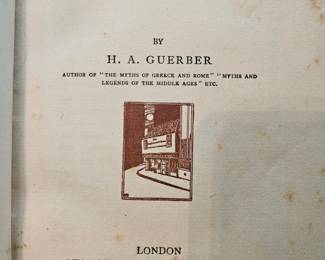 BY
H. A. GUERBER
AUTHOR OF "THE MYTHS OF GREECE AND ROME" "MYTHS AND
LEGENDS OF THE MIDDLE AGES" ETC.
LONDON